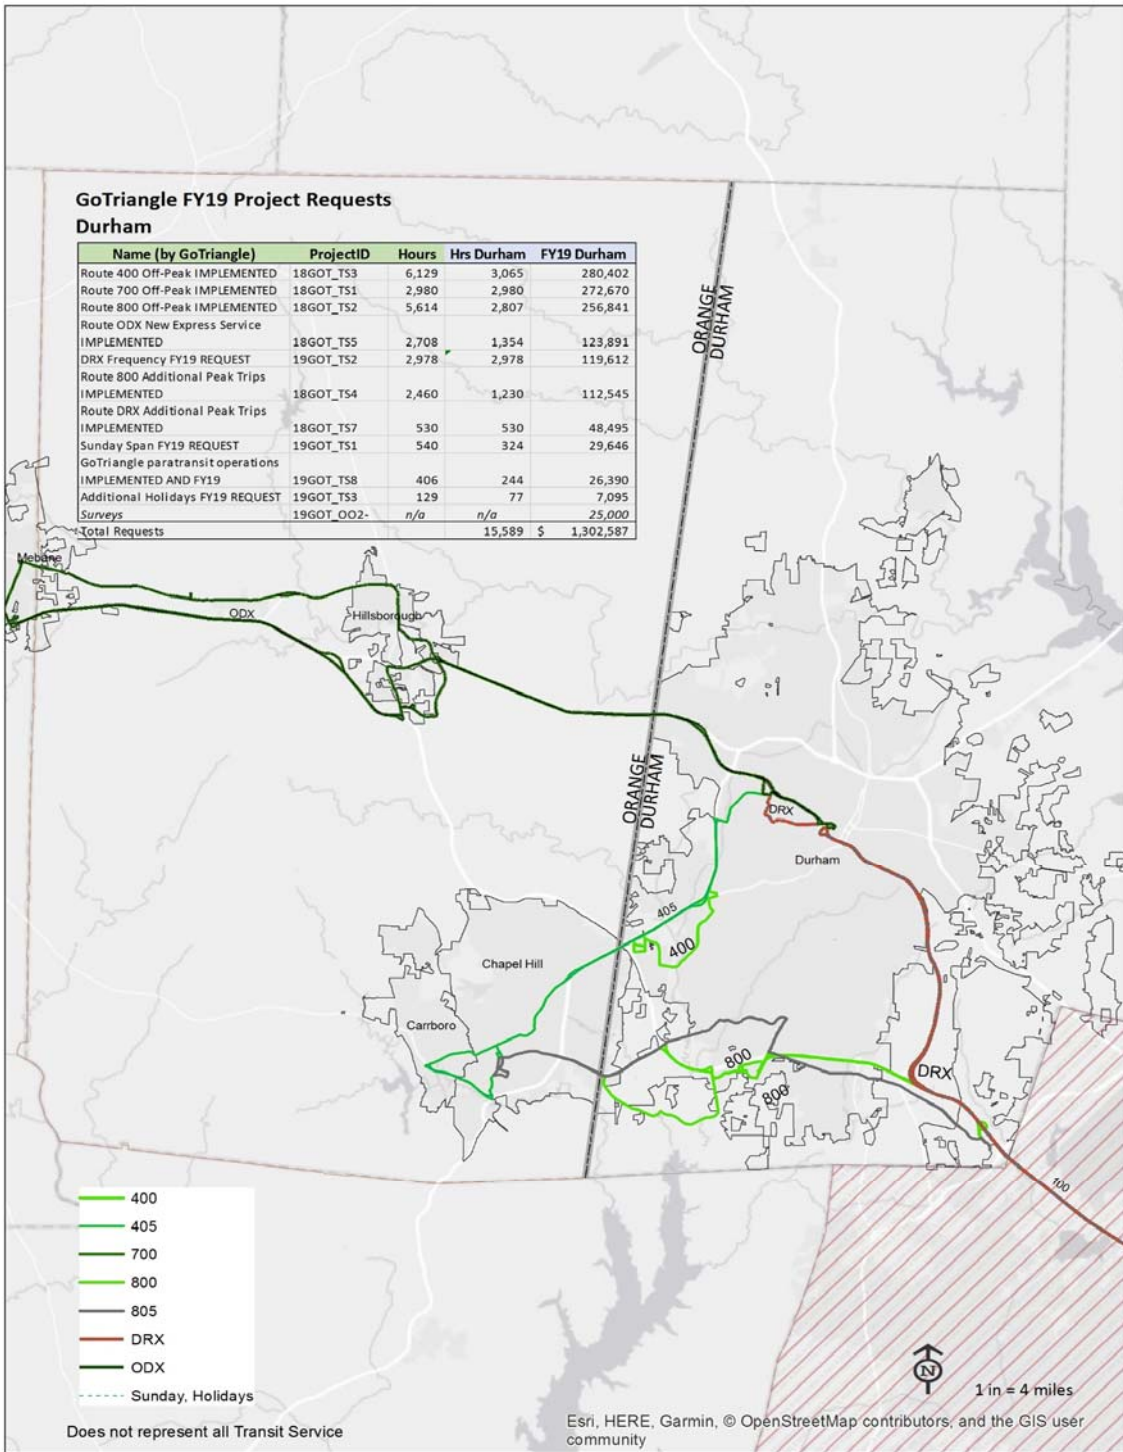 GoTriangle FY19 Project Requests
Durham
Name (by GoTriangle) ProjectID Hours Hrs Durham FY19 Durham
Route 400 Off-Peak IMPLEMENTED 18GOT_TS3 6,129 3,065 280,402
Route 700 Off-Peak IMPLEMENTED 18GOT_TS1 2,980 2,980 272,670
Route 800 Off-Peak IMPLEMENTED 18GOT_TS2 5,614 2,807 256,841
Route ODX New Express Service
IMPLEMENTED 18GOT_TS5 2,708 1,354 123,891
DRX Frequency FY19 REQUEST 19GOT_TS2 2,978 2,978 119,612
Route 800 Additional Peak Trips
IMPLEMENTED 18GOT_TS4 2,460 1,230 112,545
Route DRX Additional Peak Trips
IMPLEMENTED 18GOT_TS7 530 530 48,495
Sunday Span FY19 REQUEST 19GOT_TS1 540 324 29,646
GoTriangle paratransit operations
IMPLEMENTED AND FY19 19GOT_TS8 406 244 26,390
Additional Holidays FY19 REQUEST 19GOT_TS3 129 77 7,095
Surveys 19GOT_OO2- n/a n/a 25,000
Total Requests 15,589 $ 1,302,587
ORANGE
DURHAM
Mebane
ODX
Hillsborough
ORANGE
DURHAM
DRX
Durham
405
400
Chapel Hill
Carrboro
800
800
DRX
100
400
405
700
800
805
DRX
ODX
Sunday, Holidays
N
1 in = 4 miles
Does not represent all Transit Service
Esri, HERE, Garmin, © OpenStreetMap contributors, and the GIS user
community